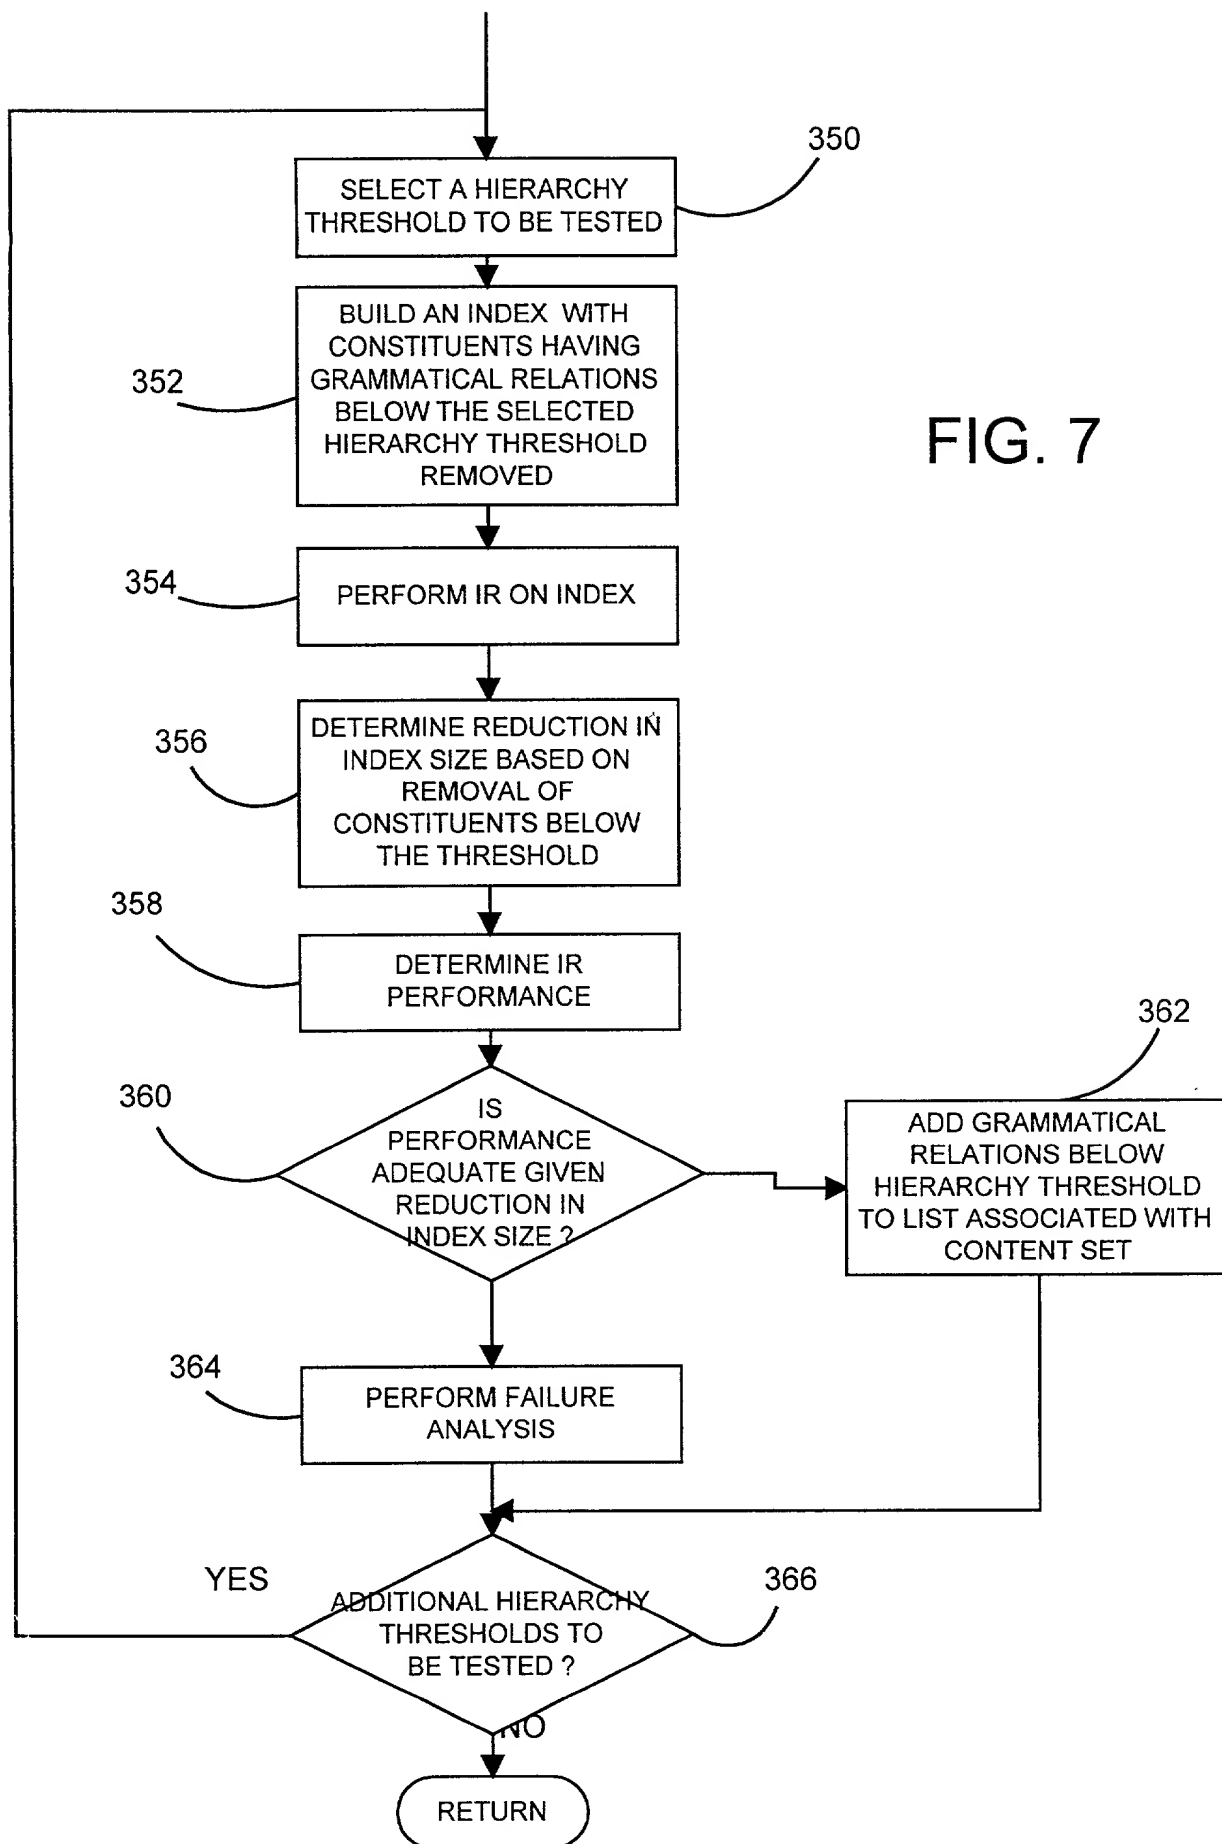 350
SELECT A HIERARCHY
THRESHOLD TO BE TESTED
352
BUILD AN INDEX WITH
CONSTITUENTS HAVING
GRAMMATICAL RELATIONS
BELOW THE SELECTED
HIERARCHY THRESHOLD
REMOVED
FIG. 7
354
PERFORM IR ON INDEX
356
DETERMINE REDUCTION IN
INDEX SIZE BASED ON
REMOVAL OF
CONSTITUENTS BELOW
THE THRESHOLD
358
DETERMINE IR
PERFORMANCE
360
IS
PERFORMANCE
ADEQUATE GIVEN
REDUCTION IN
INDEX SIZE ?
362
ADD GRAMMATICAL
RELATIONS BELOW
HIERARCHY THRESHOLD
TO LIST ASSOCIATED WITH
CONTENT SET
364
PERFORM FAILURE
ANALYSIS
YES
366
ADDITIONAL HIERARCHY
THRESHOLDS TO
BE TESTED ?
NO
RETURN